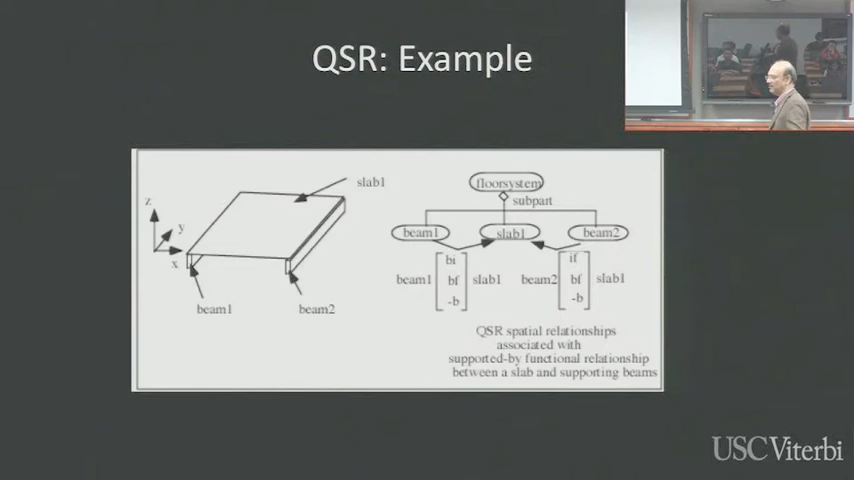 QSR: Example
slab1
z
y
x
beam1
beam2
floorsystem
subpart
beam1
slab1
beam2
beam1 bi bf -b slab1
beam2 if bf -b slab1
QSR spatial relationships
associated with
supported-by functional relationship
between a slab and supporting beams
USC Viterbi